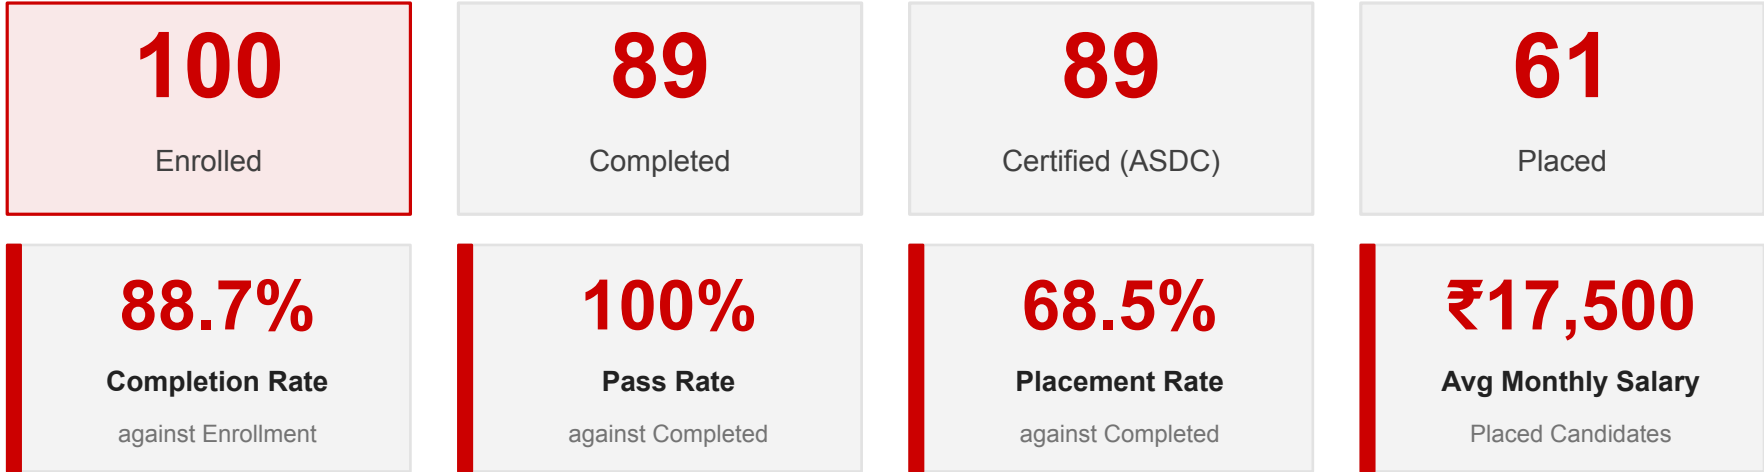 100
Enrolled
89
Completed
89
Certified (ASDC)
61
Placed
88.7%
Completion Rate
against Enrollment
100%
Pass Rate
against Completed
68.5%
Placement Rate
against Completed
₹17,500
Avg Monthly Salary
Placed Candidates